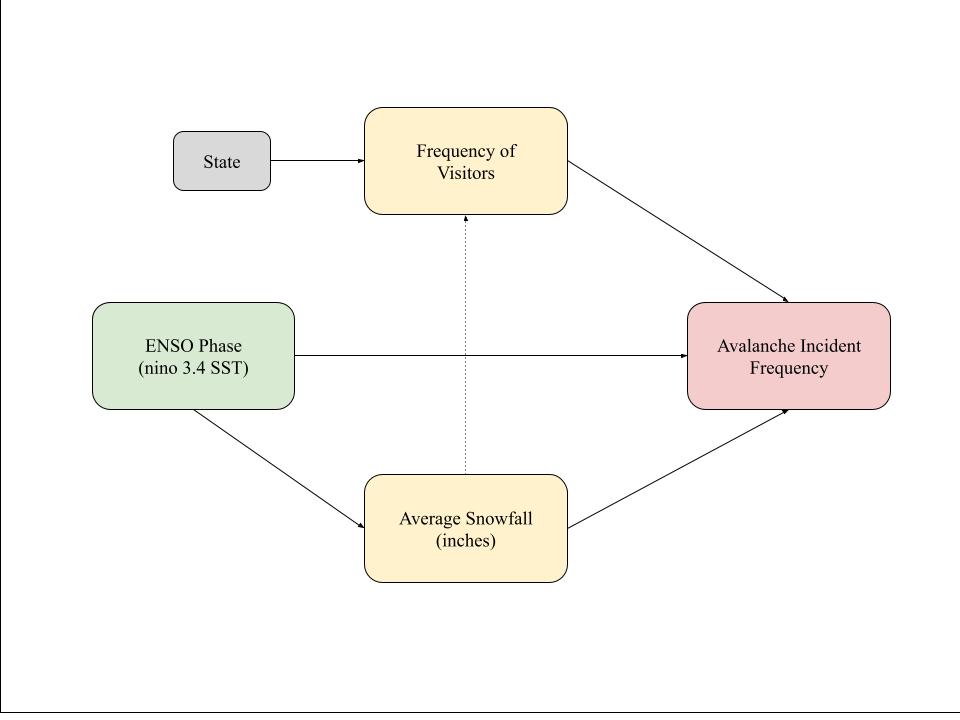 State
Frequency of
Visitors
ENSO Phase
(nino 3.4 SST)
Avalanche Incident
Frequency
Average Snowfall
(inches)